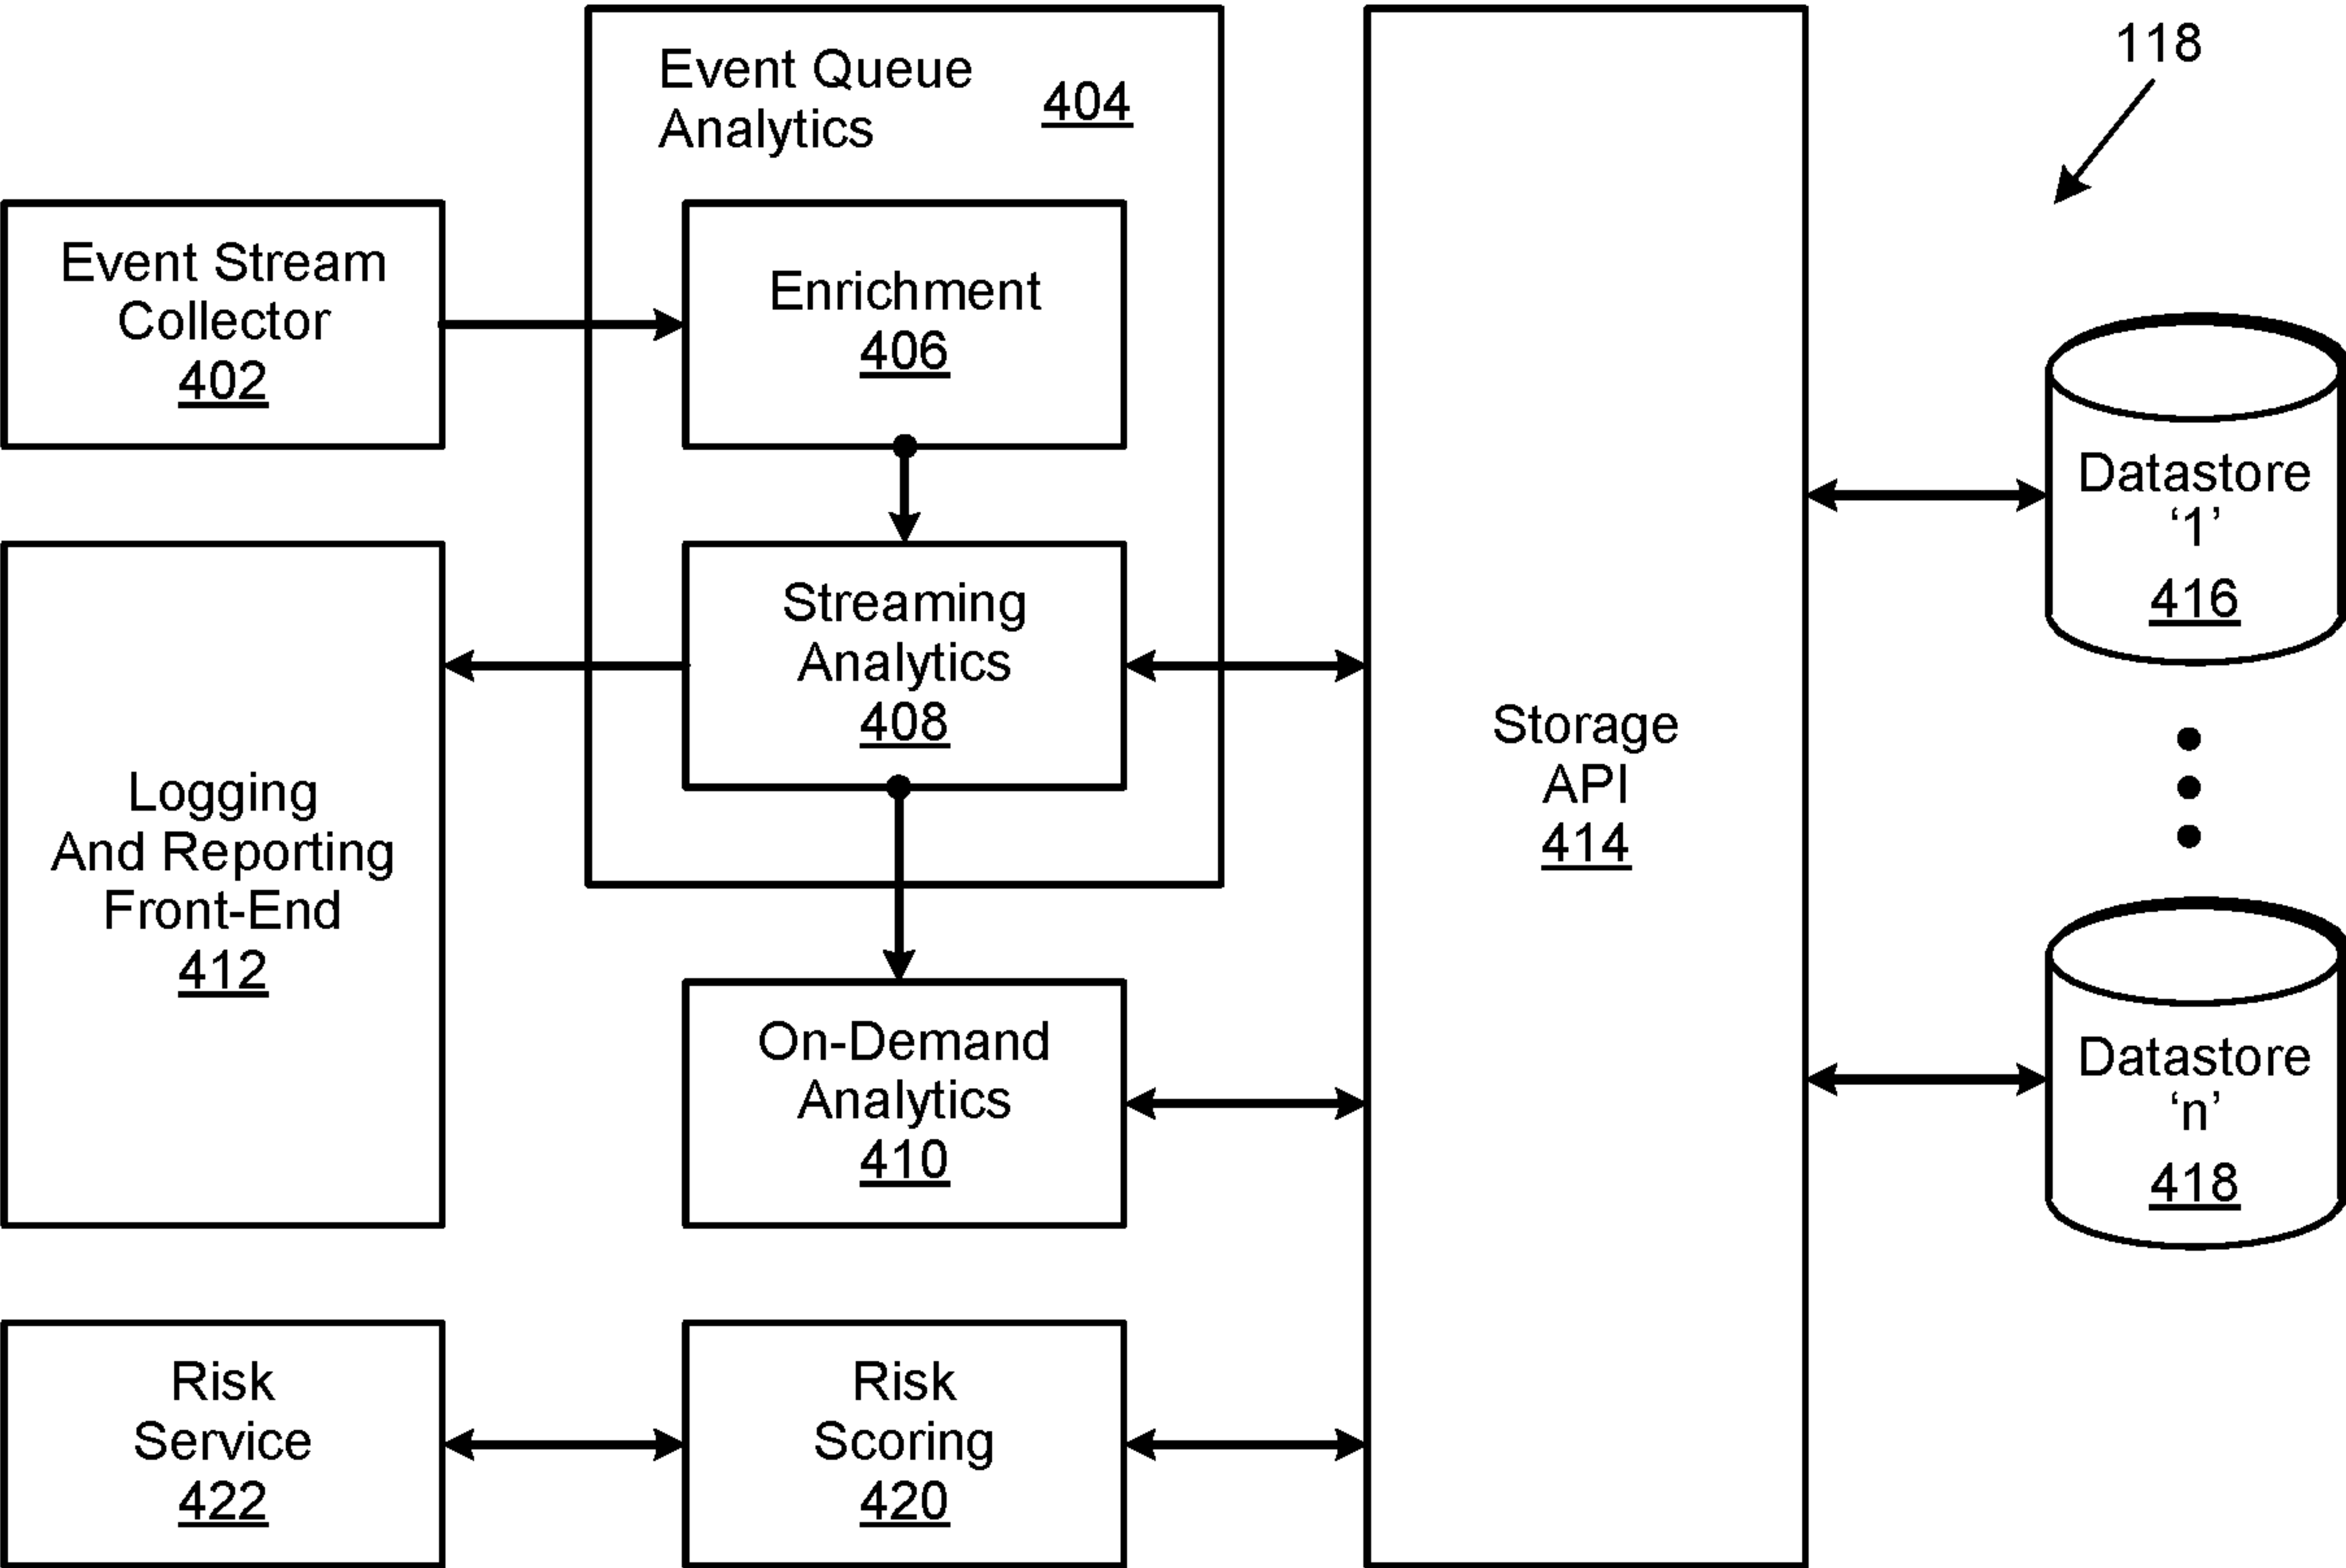 Event Queue
Analytics
404
118
Event Stream
Collector
402
Enrichment
406
Streaming
Analytics
408
Logging
And Reporting
Front-End
412
On-Demand
Analytics
410
Storage
API
414
Datastore
‘1’
416
Datastore
‘n’
418
Risk
Service
422
Risk
Scoring
420